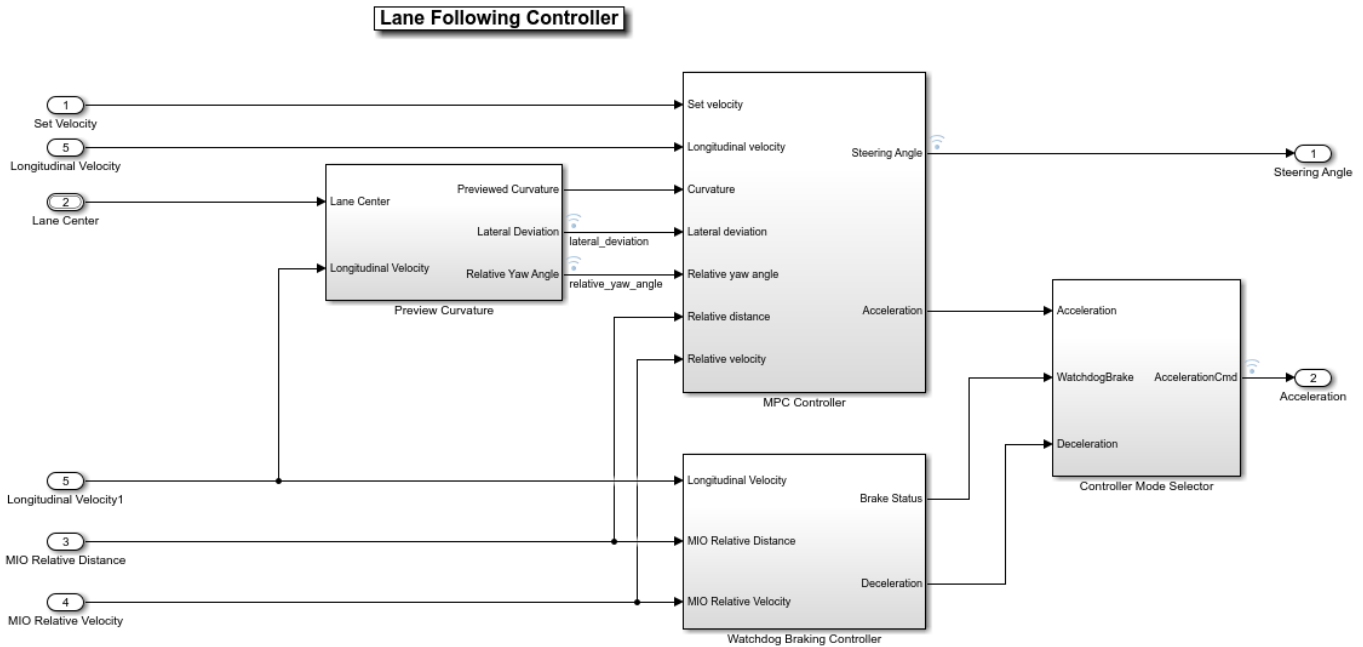 Lane Following Controller
1
Set Velocity
5
Longitudinal Velocity
2
Lane Center
Lane Center
Longitudinal Velocity
Previewed Curvature
Lateral Deviation
Relative Yaw Angle
Preview Curvature
lateral_deviation
relative_yaw_angle
Set velocity
Longitudinal velocity
Curvature
Lateral deviation
Relative yaw angle
Relative distance
Relative velocity
Steering Angle
Acceleration
MPC Controller
1
Steering Angle
Acceleration
WatchdogBrake
Deceleration
AccelerationCmd
Controller Mode Selector
2
Acceleration
5
Longitudinal Velocity1
3
MIO Relative Distance
4
MIO Relative Velocity
Longitudinal Velocity
MIO Relative Distance
MIO Relative Velocity
Brake Status
Deceleration
Watchdog Braking Controller